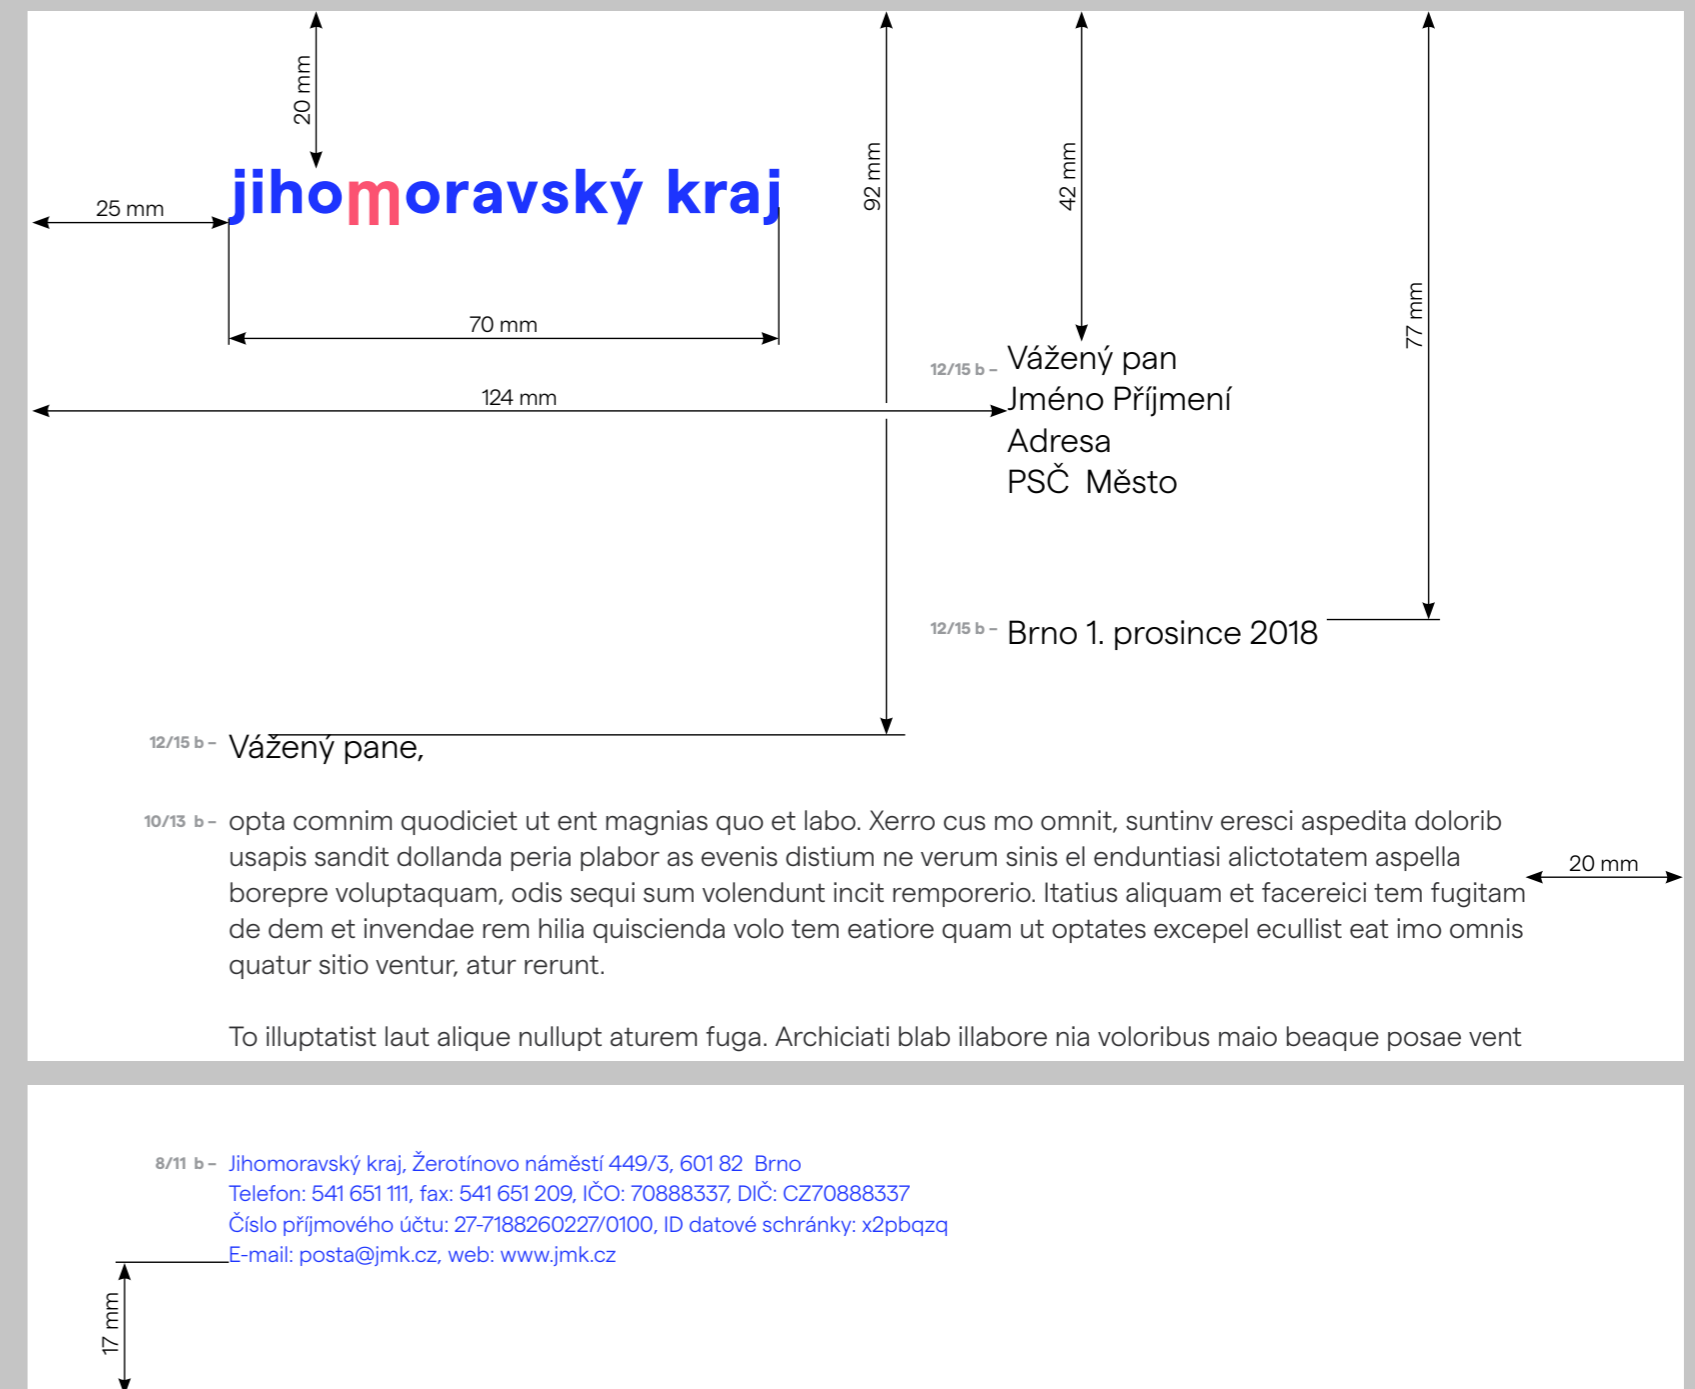 20 mm
92 mm
42 mm
77 mm
jihomoravský kraj
25 mm
70 mm
124 mm
12/15 b – Vážený pan
Jméno Příjmení
Adresa
PSČ Město
12/15 b – Brno 1. prosince 2018
12/15 b – Vážený pane,
10/13 b – opta comnim quodiciet ut ent magnias quo et labo. Xerro cus mo omnit, suntinv eresci aspedita dolorib
usapis sandit dollanda peria plabor as evenis distium ne verum sinis el enduntiasi alictotatem aspella
20 mm
borepre voluptaquam, odis sequi sum volendunt incit remporerio. Itatius aliquam et facereici tem fugitam
de dem et invendae rem hilia quiscienda volo tem eatiore quam ut optates excepel ecullist eat imo omnis
quatur sitio ventur, atur rerunt.
To illuptatist laut alique nullupt aturem fuga. Archiciati blab illabore nia voloribus maio beaque posae vent
8/11 b – Jihomoravský kraj, Žerotínovo náměstí 449/3, 601 82 Brno
Telefon: 541 651 111, fax: 541 651 209, IČO: 70888337, DIČ: CZ70888337
Číslo příjmového účtu: 27-7188260227/0100, ID datové schránky: x2pbqzq
E-mail: posta@jmk.cz, web: www.jmk.cz
17 mm